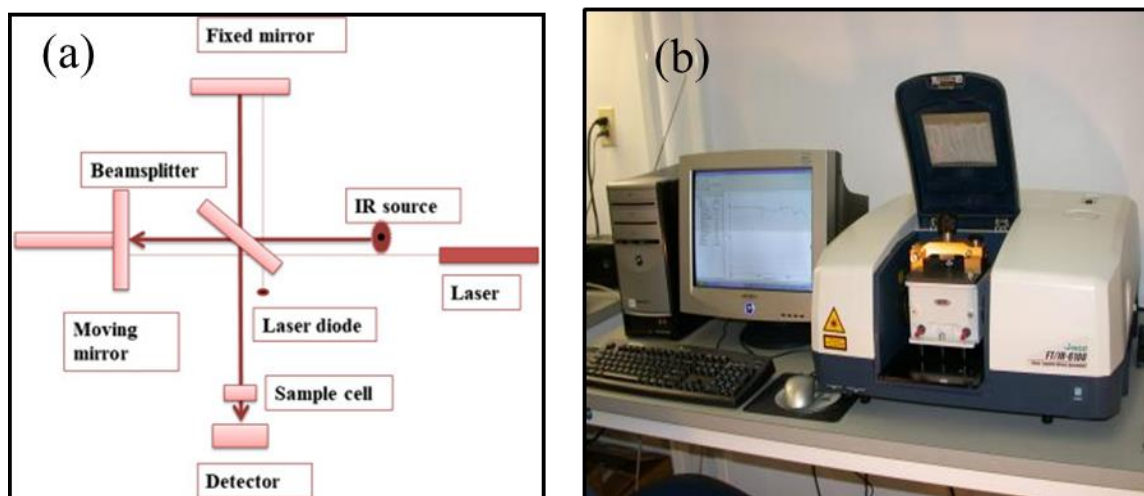 (a)
Fixed mirror
Beamsplitter
IR source
Laser
Moving
mirror
Laser diode
Sample cell
Detector
(b)
FT/IR-6100